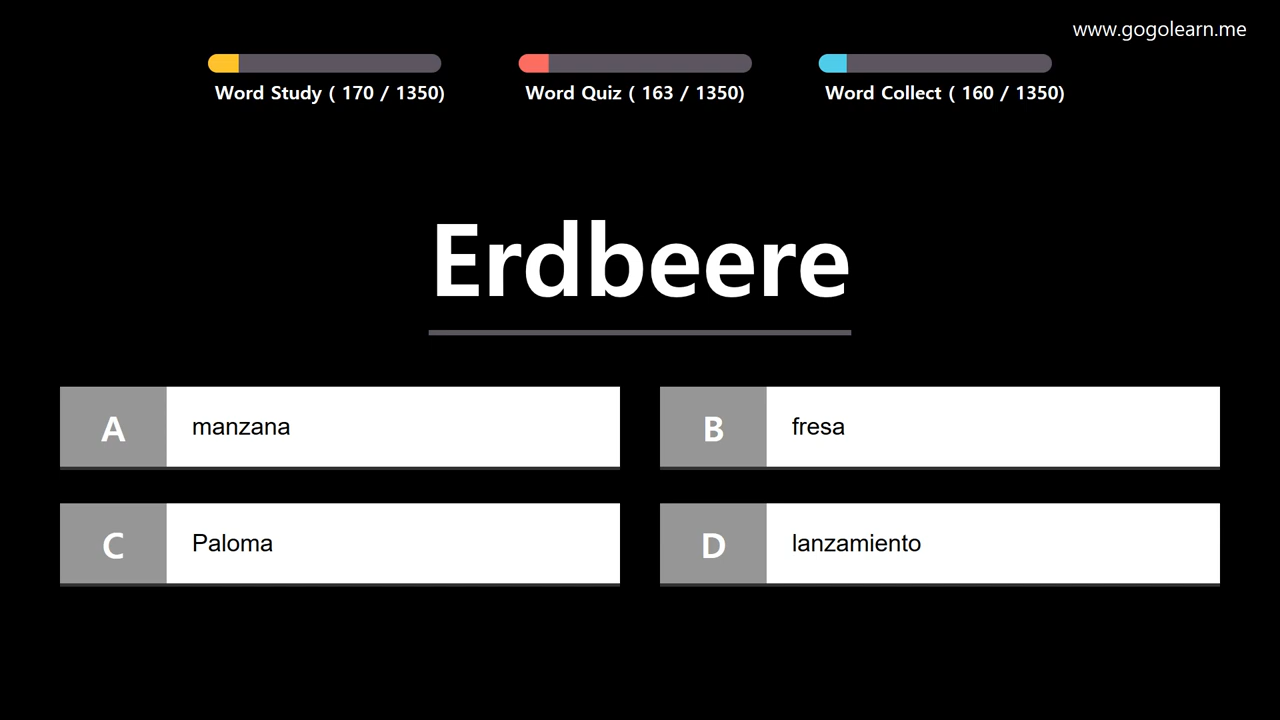 www.gogolearn.me
Word Study ( 170 / 1350)
Word Quiz ( 163 / 1350)
Word Collect ( 160 / 1350)
Erdbeere
A manzana
B fresa
C Paloma
D lanzamiento